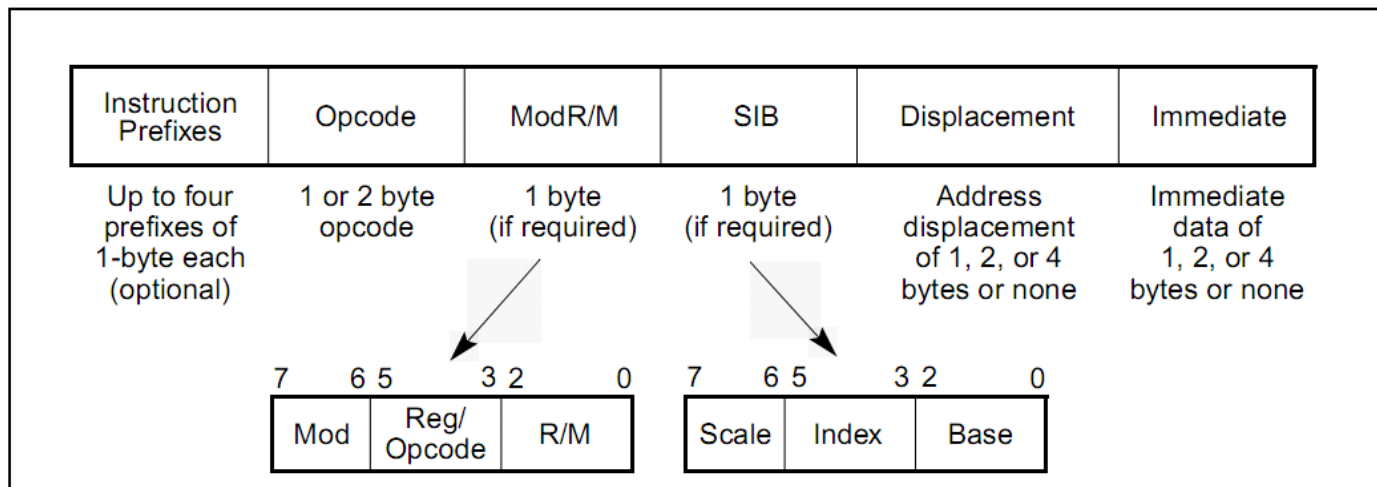 Instruction
Prefixes
Opcode
ModR/M
SIB
Displacement
Immediate
Up to four
prefixes of
1-byte each
(optional)
1 or 2 byte
opcode
1 byte
(if required)
1 byte
(if required)
Address
displacement
of 1, 2, or 4
bytes or none
Immediate
data of
1, 2, or 4
bytes or none
7 6 5 3 2 0
Mod
Reg/
Opcode
R/M
7 6 5 3 2 0
Scale
Index
Base